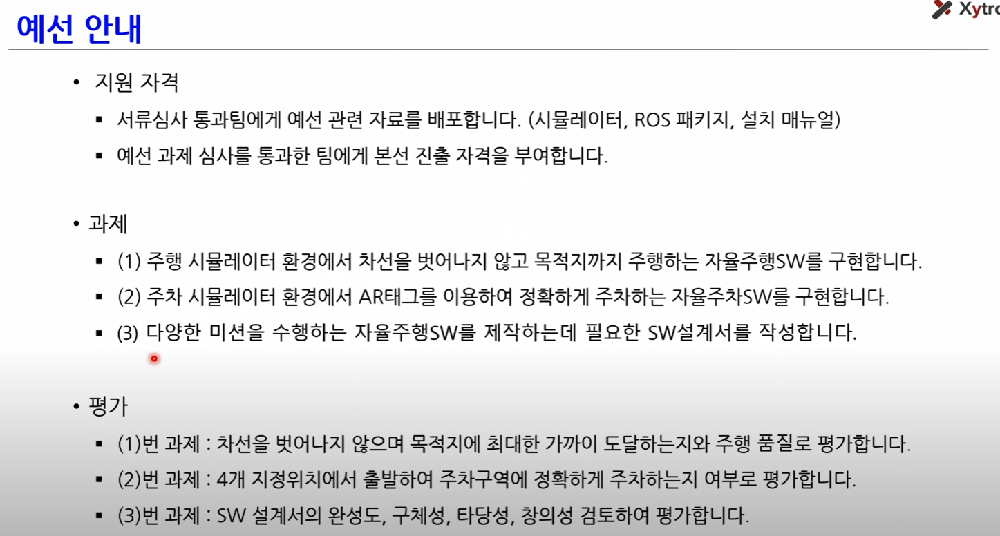 Xytro
예선 안내
• 지원 자격
▪ 서류심사 통과팀에게 예선 관련 자료를 배포합니다. (시뮬레이터, ROS 패키지, 설치 매뉴얼)
▪ 예선 과제 심사를 통과한 팀에게 본선 진출 자격을 부여합니다.
• 과제
▪ (1) 주행 시뮬레이터 환경에서 차선을 벗어나지 않고 목적지까지 주행하는 자율주행SW를 구현합니다.
▪ (2) 주차 시뮬레이터 환경에서 AR태그를 이용하여 정확하게 주차하는 자율주차SW를 구현합니다.
▪ (3) 다양한 미션을 수행하는 자율주행SW를 제작하는데 필요한 SW설계서를 작성합니다.
• 평가
▪ (1)번 과제 : 차선을 벗어나지 않으며 목적지에 최대한 가까이 도달하는지와 주행 품질로 평가합니다.
▪ (2)번 과제 : 4개 지정위치에서 출발하여 주차구역에 정확하게 주차하는지 여부로 평가합니다.
▪ (3)번 과제 : SW 설계서의 완성도, 구체성, 타당성, 창의성 검토하여 평가합니다.